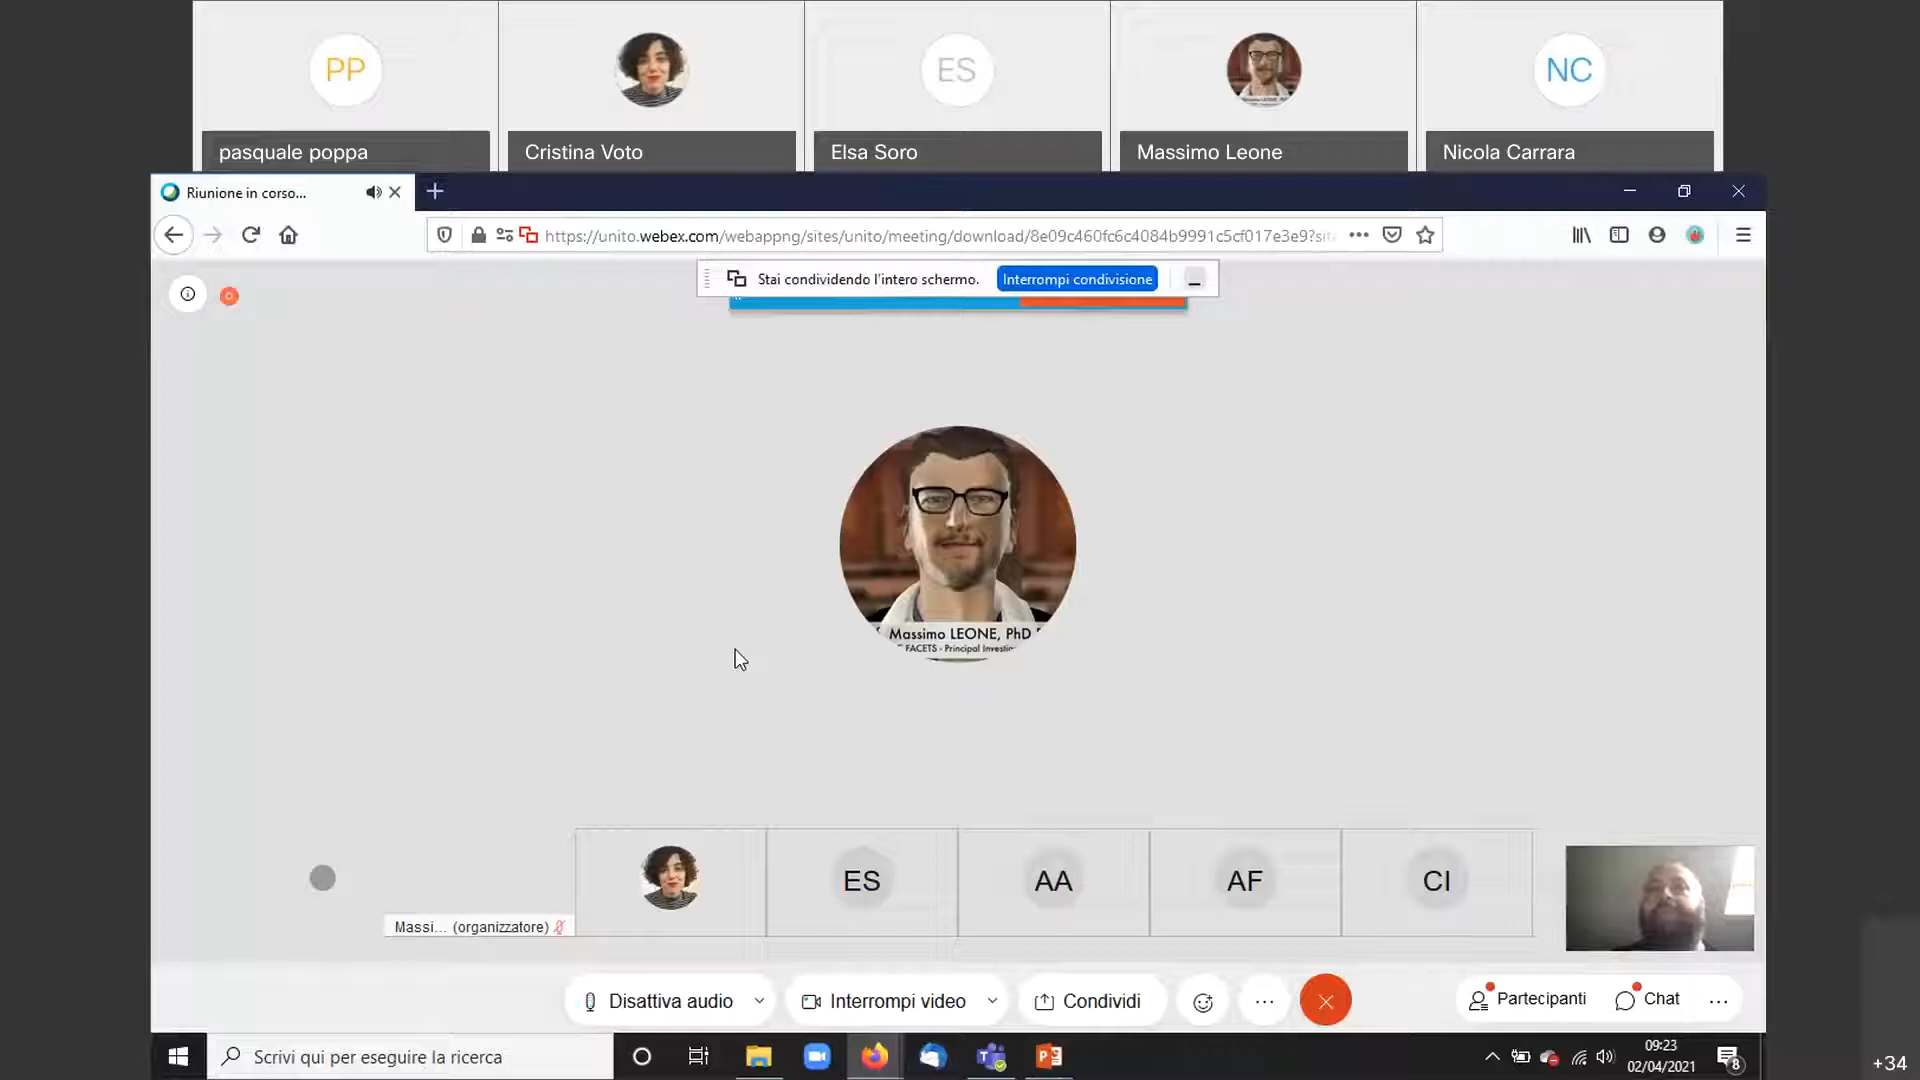 PP
ES
NC
pasquale poppa
Cristina Voto
Elsa Soro
Massimo Leone
Nicola Carrara
Riunione in corso...
https://unito.webex.com/webappng/sites/unito/meeting/download/8e09c460fc6c4084b9991c5cf017e3e9?sit
Stai condividendo l'intero schermo.
Interrompi condivisione
Massimo LEONE, PhD
FACETS - Principal Investig
ES
AA
AF
CI
Massi... (organizzatore)
Disattiva audio
Interrompi video
Condividi
Partecipanti
Chat
Scrivi qui per eseguire la ricerca
09:23
02/04/2021
8
+34